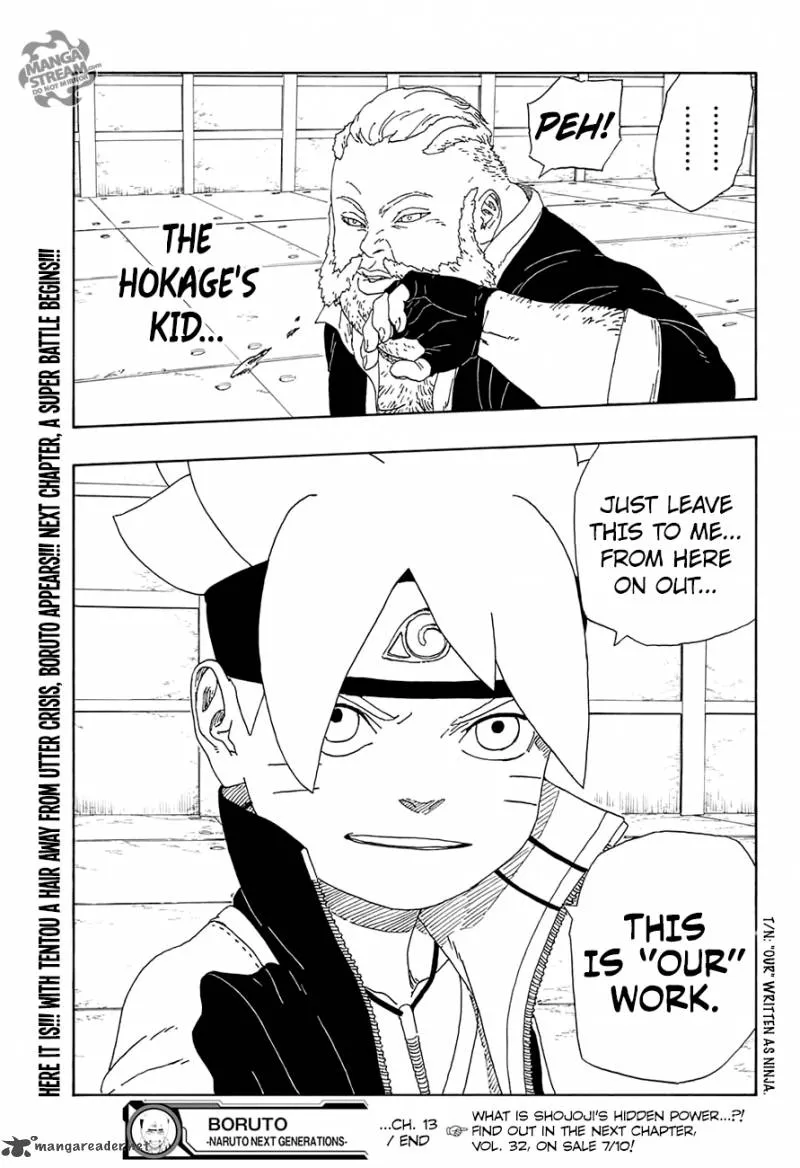 MANGA
STREAM.com
DO NOT MIRROR
.........
PEH!
THE
HOKAGE'S
KID...
JUST LEAVE
THIS TO ME...
FROM HERE
ON OUT...
THIS
IS "OUR"
WORK.
T/N: "OUR" WRITTEN AS NINJA.
HERE IT IS!!! WITH TENTOU A HAIR AWAY FROM UTTER CRISIS, BORUTO APPEARS!!! NEXT CHAPTER, A SUPER BATTLE BEGINS!!!
BORUTO
-NARUTO NEXT GENERATIONS-
...CH. 13
/ END
WHAT IS SHOJOJI'S HIDDEN POWER...?!
☞ FIND OUT IN THE NEXT CHAPTER,
VOL. 32, ON SALE 7/10!
mangareader.net